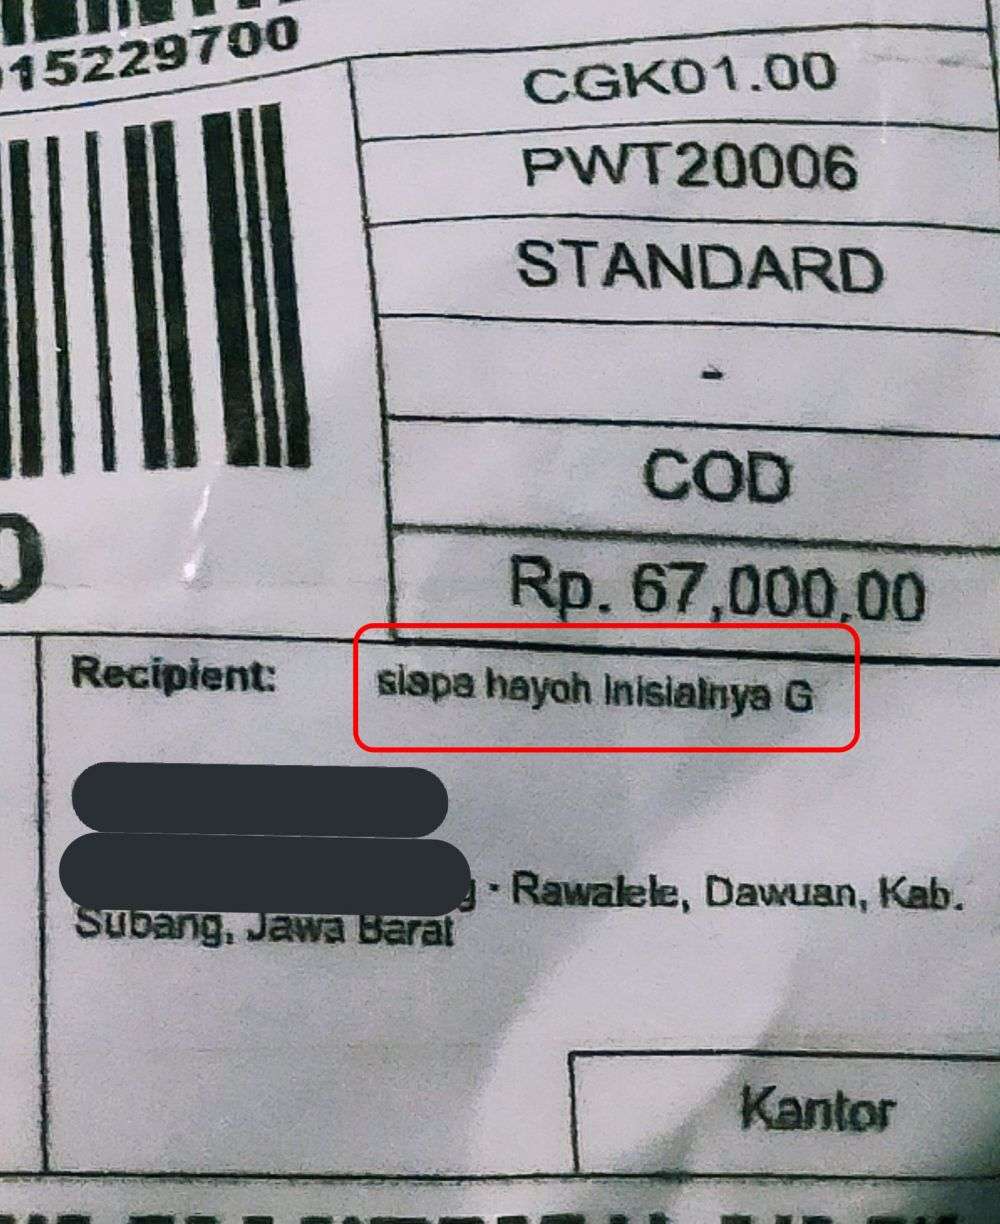 15229700
CGK01.00
PWT20006
STANDARD
-
COD
Rp. 67,000.00
Recipient: siapa hayoh inisialnya G
- Rawalele, Dawuan, Kab.
Subang, Jawa Barat
Kantor